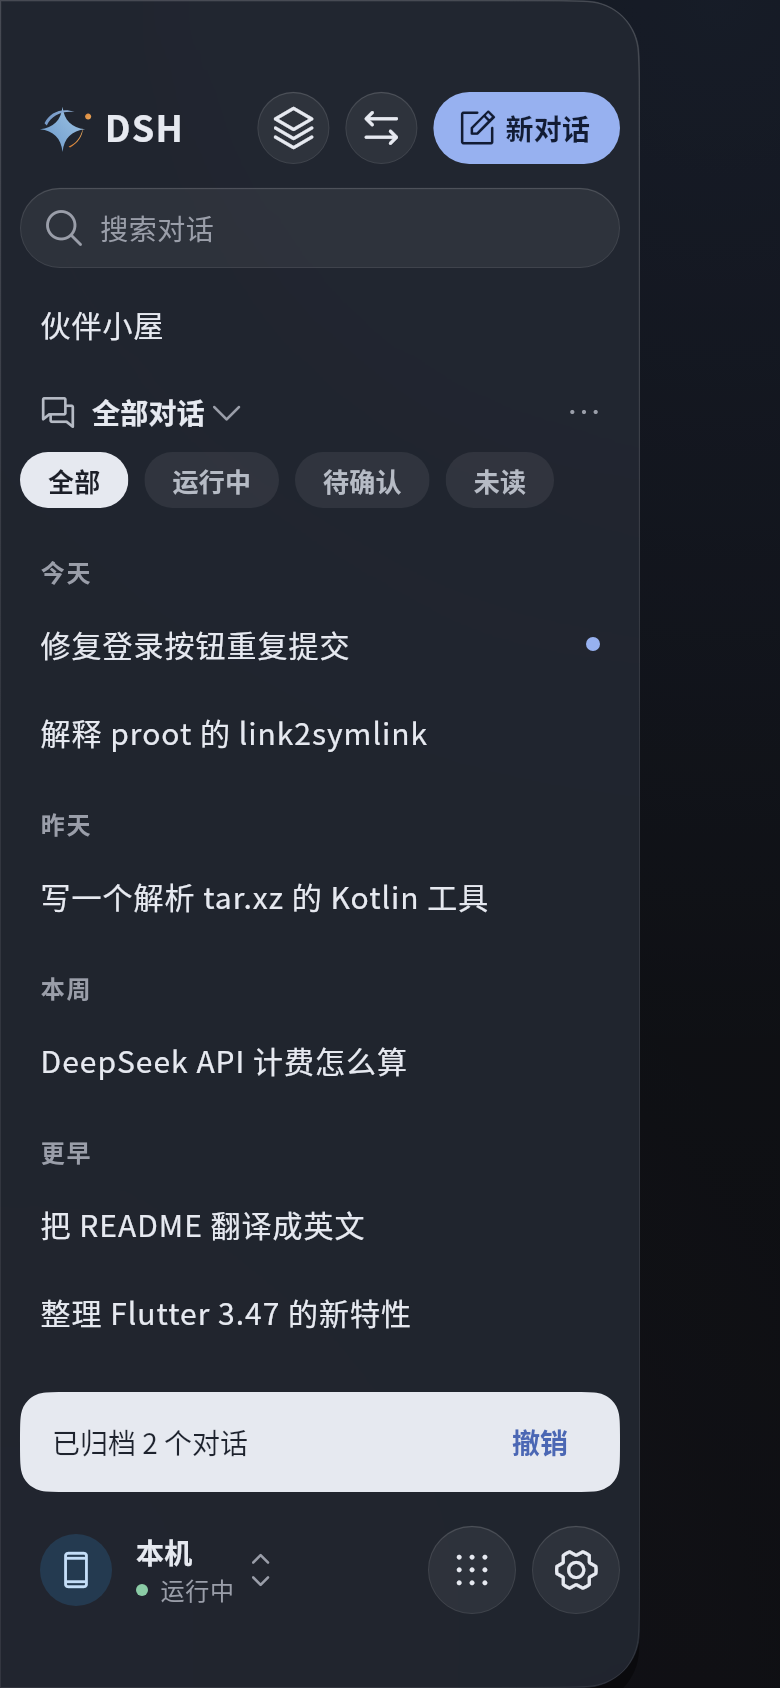 DSH
新对话
搜索对话
伙伴小屋
全部对话
全部 运行中 待确认 未读
今天
修复登录按钮重复提交
解释 proot 的 link2symlink
昨天
写一个解析 tar.xz 的 Kotlin 工具
本周
DeepSeek API 计费怎么算
更早
把 README 翻译成英文
整理 Flutter 3.47 的新特性
已归档 2 个对话 撤销
本机
运行中